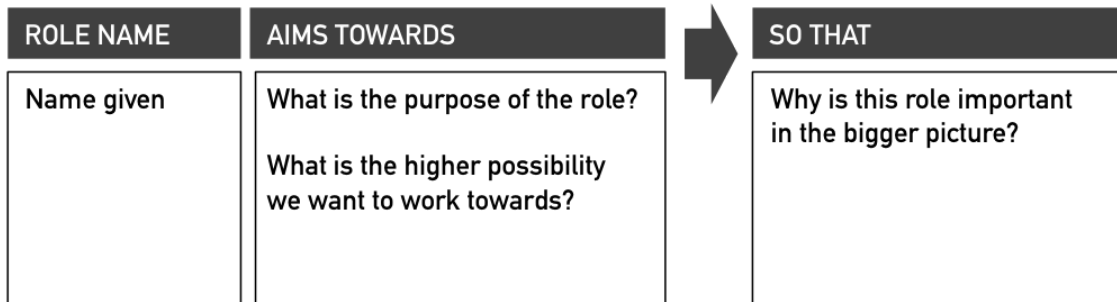 ROLE NAME
AIMS TOWARDS
SO THAT
Name given
What is the purpose of the role?
What is the higher possibility
we want to work towards?
Why is this role important
in the bigger picture?